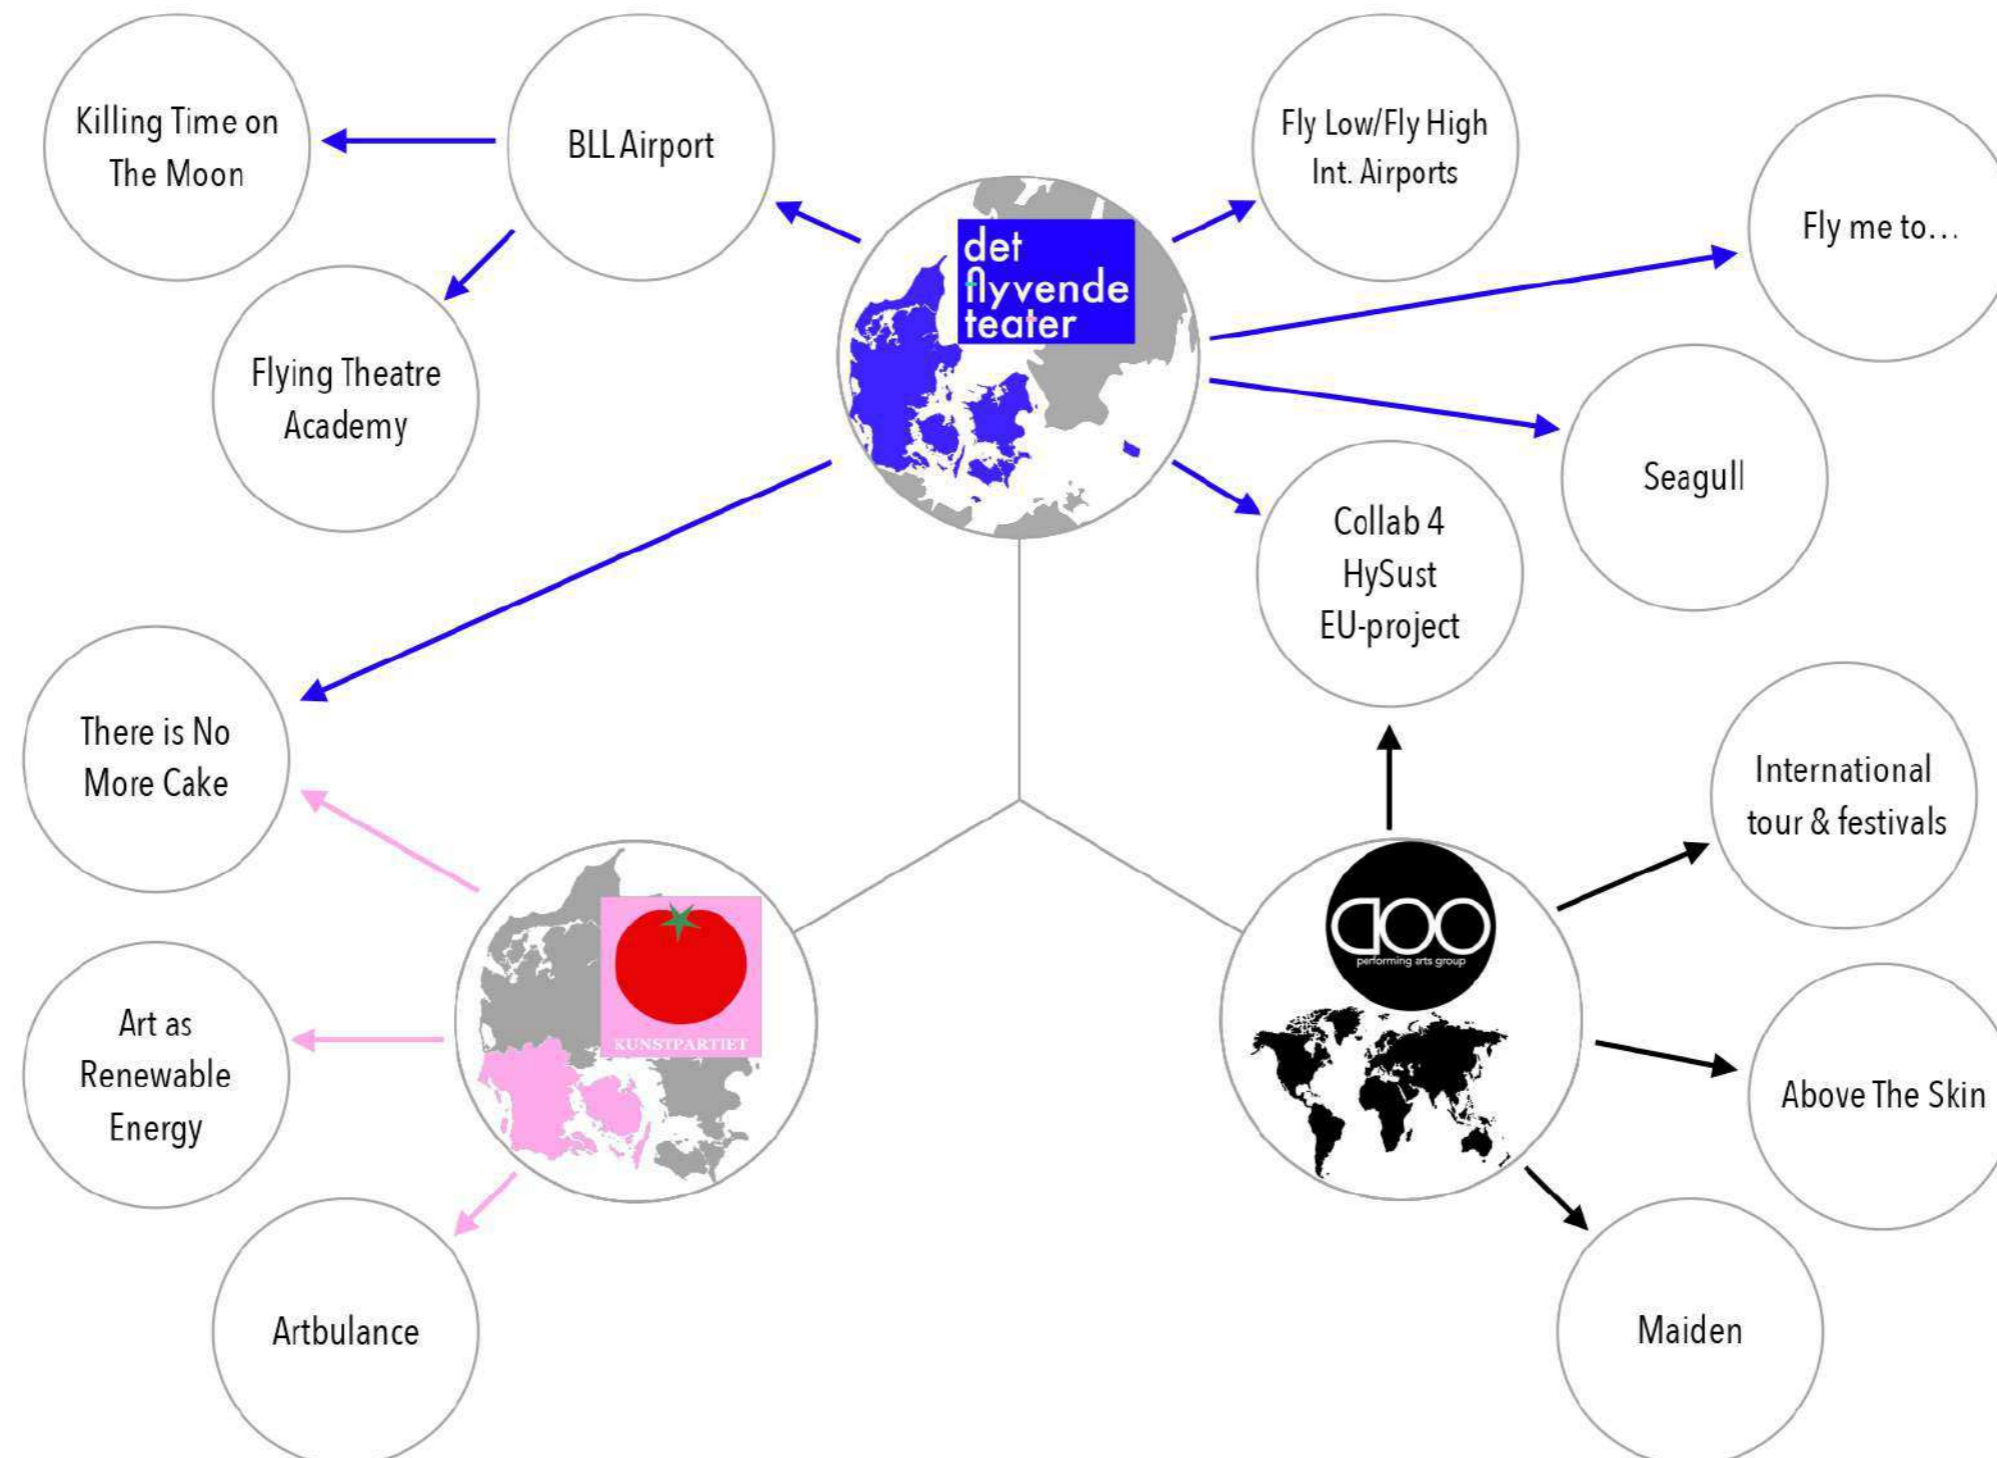 Killing Time on
The Moon
BLL Airport
Fly Low/Fly High
Int. Airports
Fly me to...
det
flyvende
teater
Flying Theatre
Academy
Seagull
Collab 4
HySust
EU-project
There is No
More Cake
International
tour & festivals
performing arts group
KUNSTPARTIET
Art as
Renewable
Energy
Above The Skin
Artbulance
Maiden